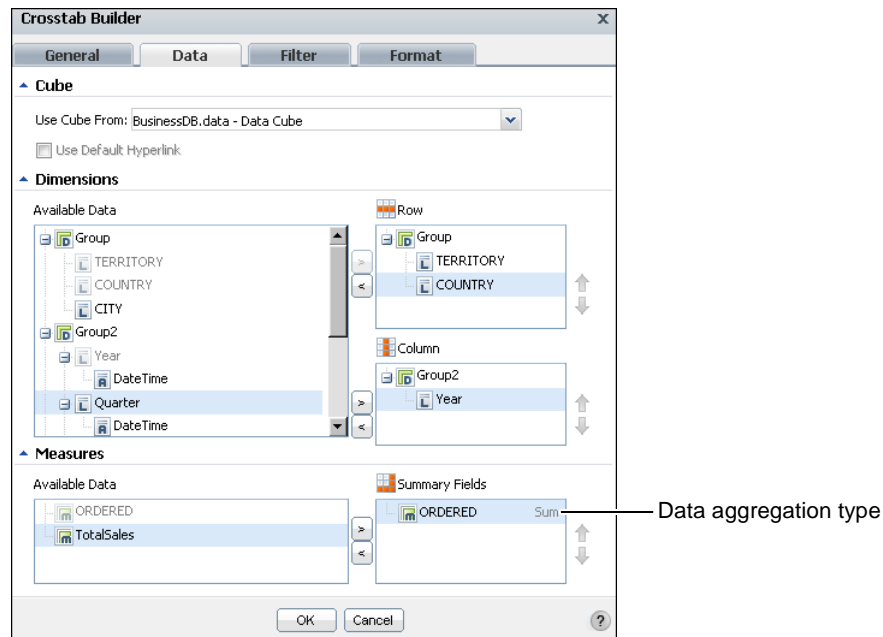 Crosstab Builder x
General Data Filter Format
Cube
Use Cube From: BusinessDB.data - Data Cube
Use Default Hyperlink
Dimensions
Available Data
Group
TERRITORY
COUNTRY
CITY
Group2
Year
DateTime
Quarter
DateTime
>
<
>
<
Row
Group
TERRITORY
COUNTRY
Column
Group2
Year
Measures
Available Data
ORDERED
TotalSales
>
<
Summary Fields
ORDERED Sum
Data aggregation type
OK Cancel ?